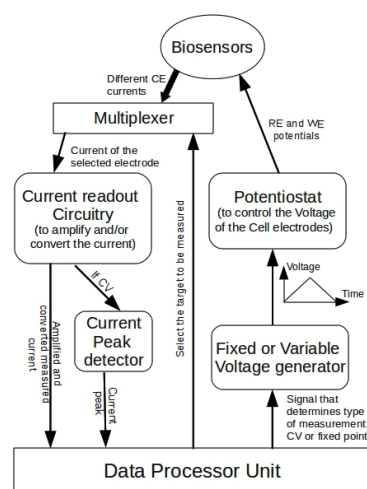 Biosensors
Different CE
currents
Multiplexer
RE and WE
potentials
Current of the
selected electrode
Current readout
Circuitry
(to amplify and/or
convert the current)
Potentiostat
(to control the Voltage
of the Cell electrodes)
Select the target to be measured
If CV
Voltage
Time
Amplified and
converted measured
current
Current
Peak
detector
Fixed or Variable
Voltage generator
Current
peak
Signal that
determines type
of measurement:
CV or fixed point
Data Processor Unit